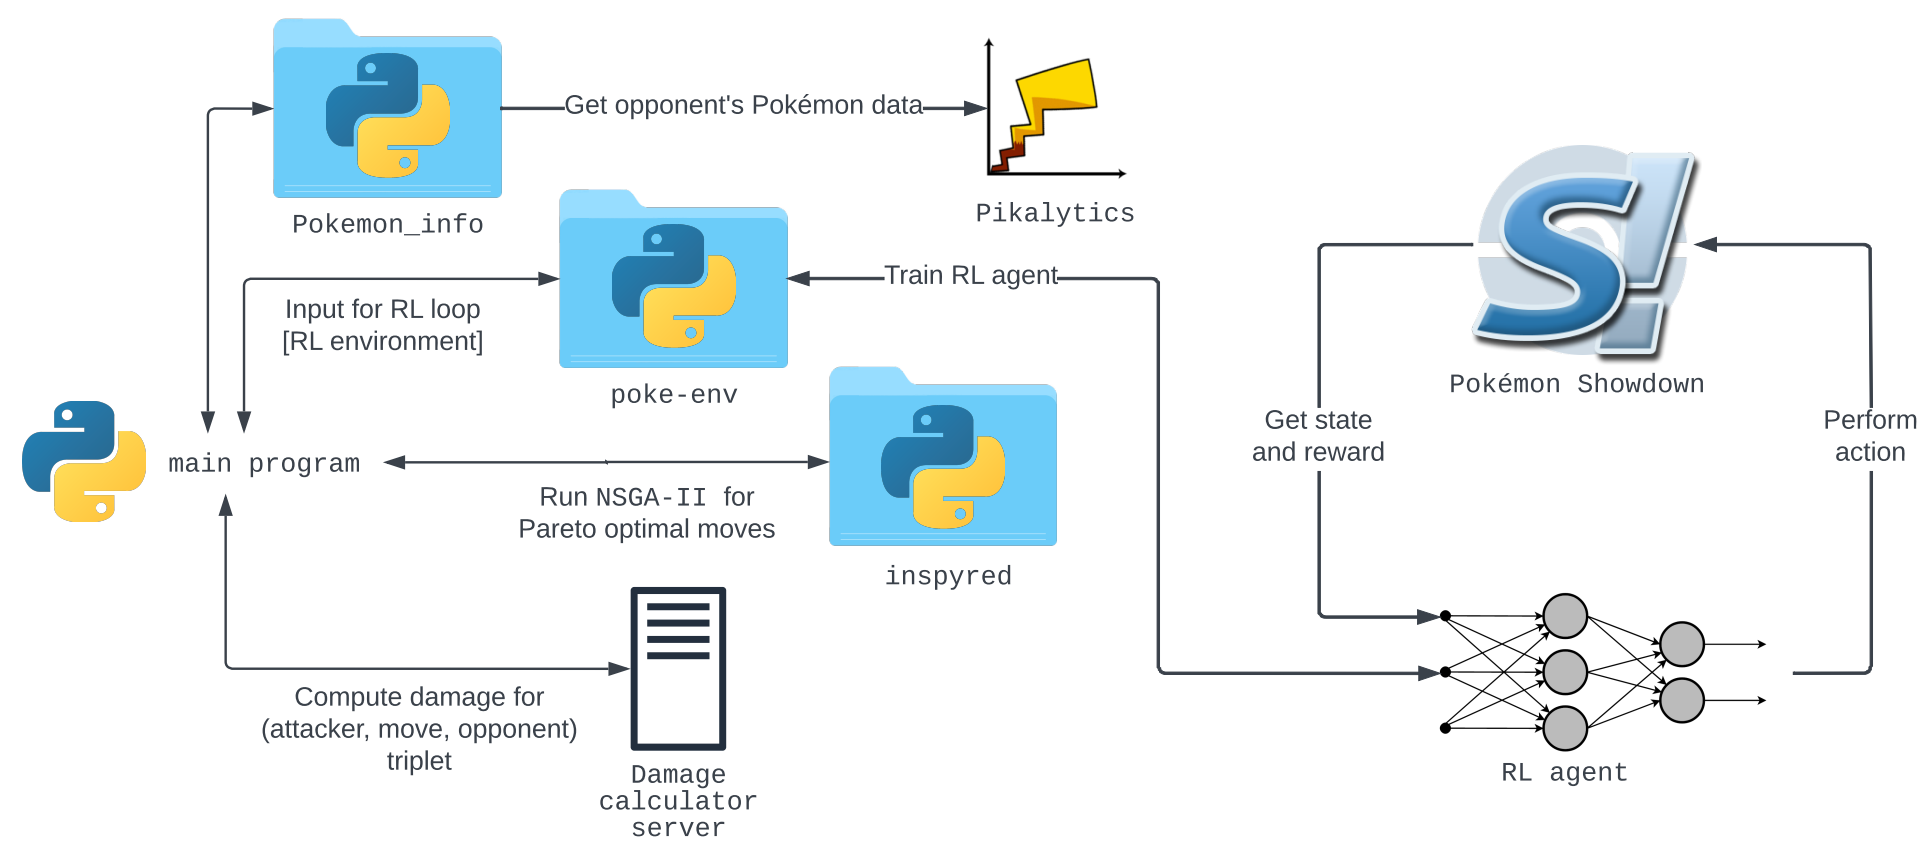 Get opponent's Pokémon data
Pokemon_info
Pikalytics
Train RL agent
Input for RL loop
[RL environment]
poke-env
S!
Pokémon Showdown
Get state
and reward
Perform
action
main program
Run NSGA-II for
Pareto optimal moves
inspyred
Compute damage for
(attacker, move, opponent)
triplet
Damage
calculator
server
RL agent